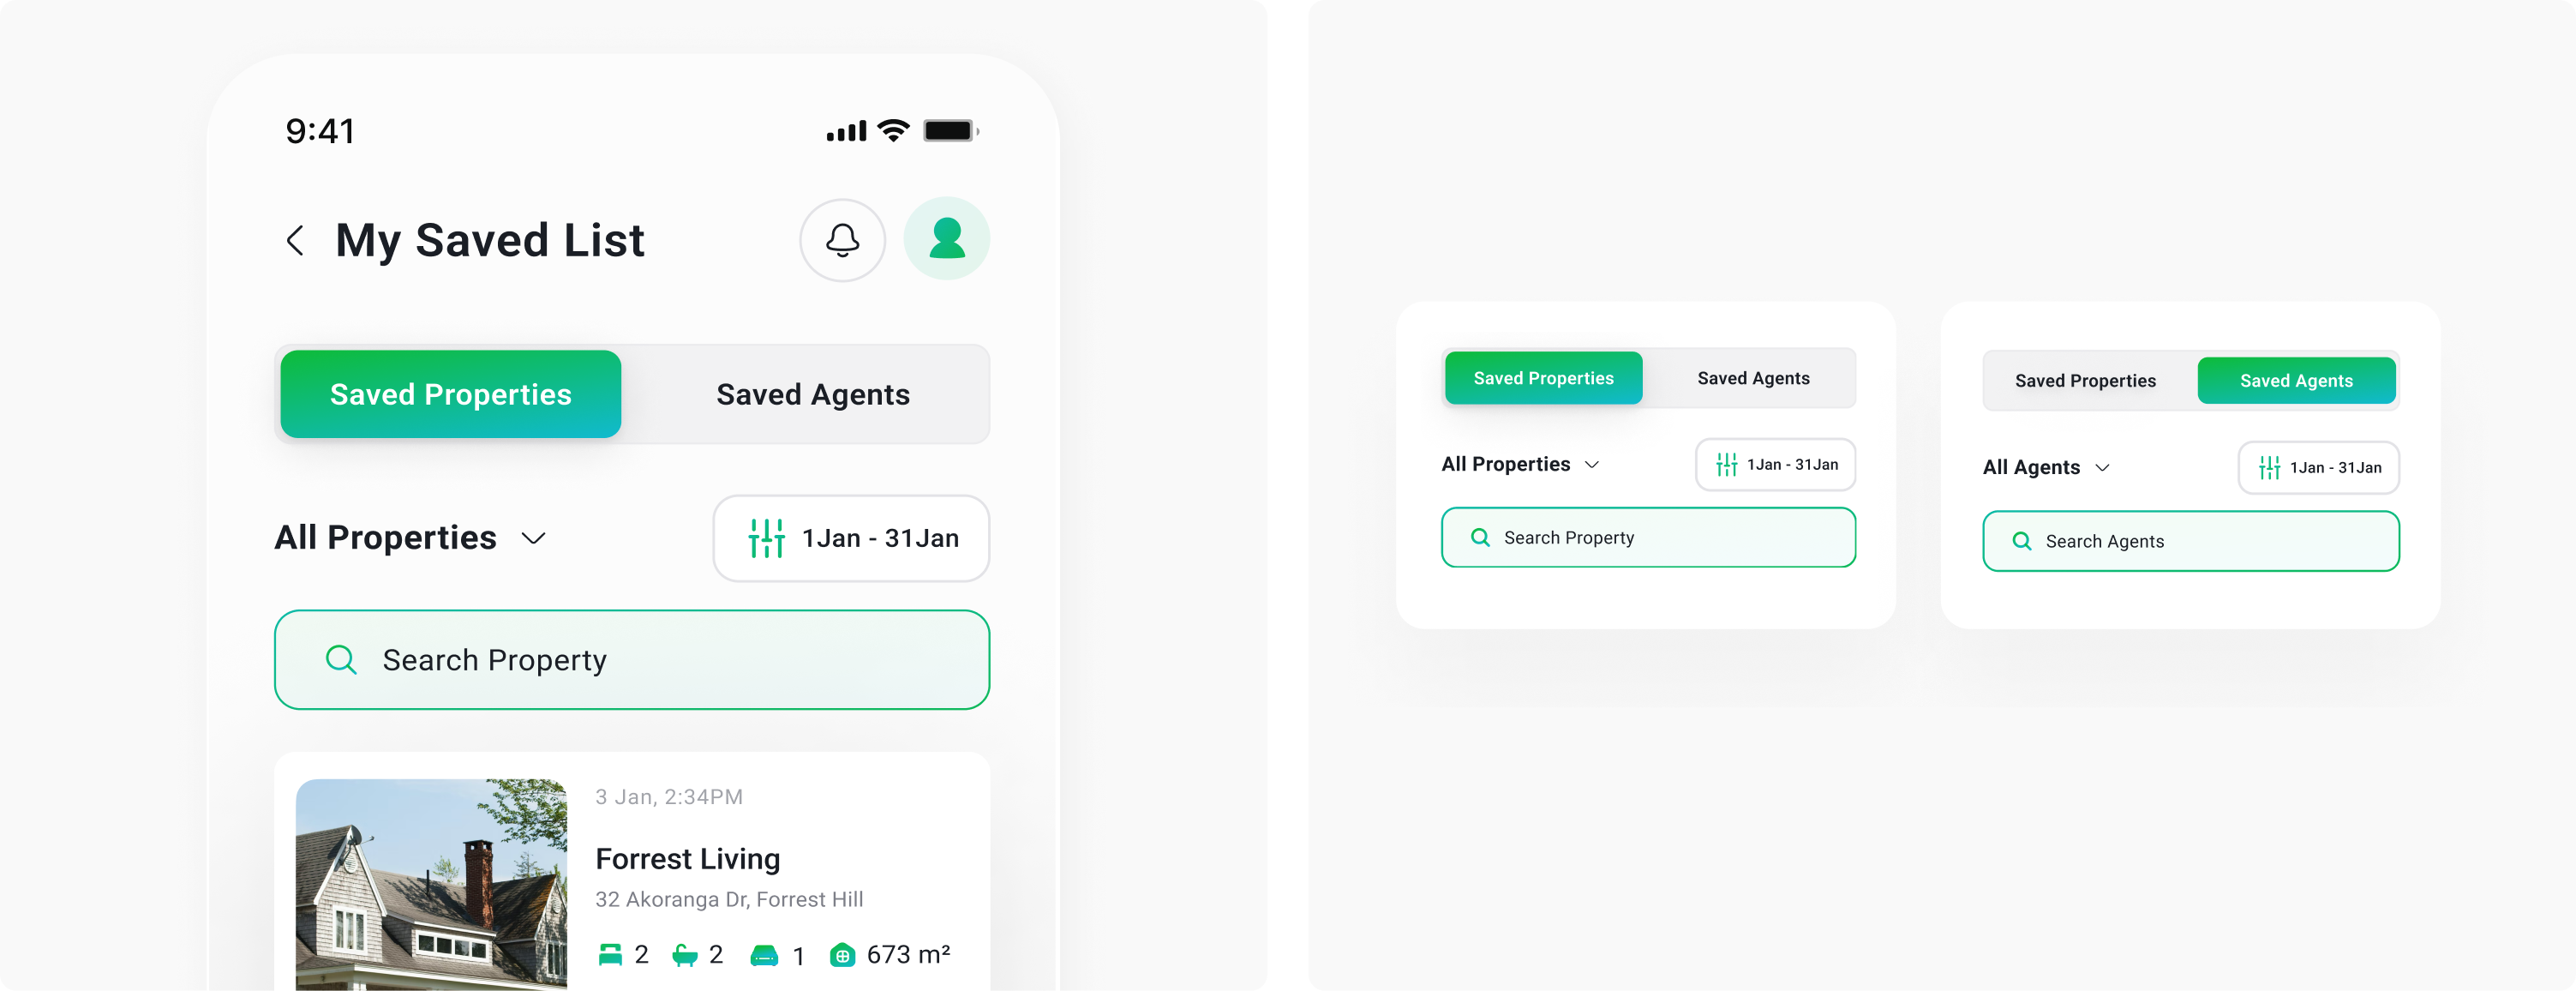 9:41
My Saved List
Saved Properties Saved Agents
All Properties 1Jan - 31Jan
Search Property
3 Jan, 2:34PM
Forrest Living
32 Akoranga Dr, Forrest Hill
2 2 1 673 m²
Saved Properties Saved Agents
All Properties 1Jan - 31Jan
Search Property
Saved Properties Saved Agents
All Agents 1Jan - 31Jan
Search Agents